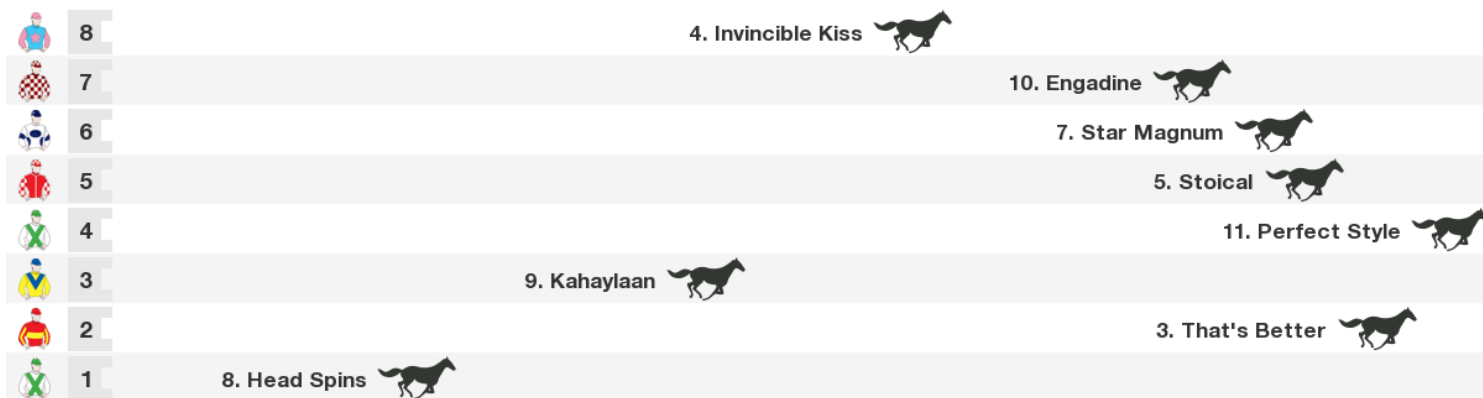 8 4. Invincible Kiss
7 10. Engadine
6 7. Star Magnum
5 5. Stoical
4 11. Perfect Style
3 9. Kahaylaan
2 3. That's Better
1 8. Head Spins